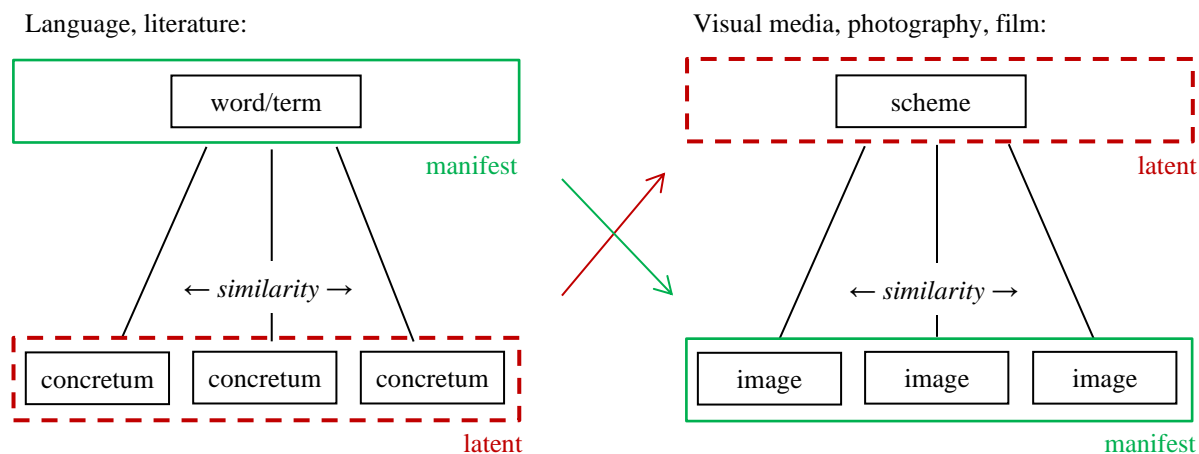 Language, literature:
word/term
manifest
← similarity →
concretum
concretum
concretum
latent
Visual media, photography, film:
scheme
latent
← similarity →
image
image
image
manifest